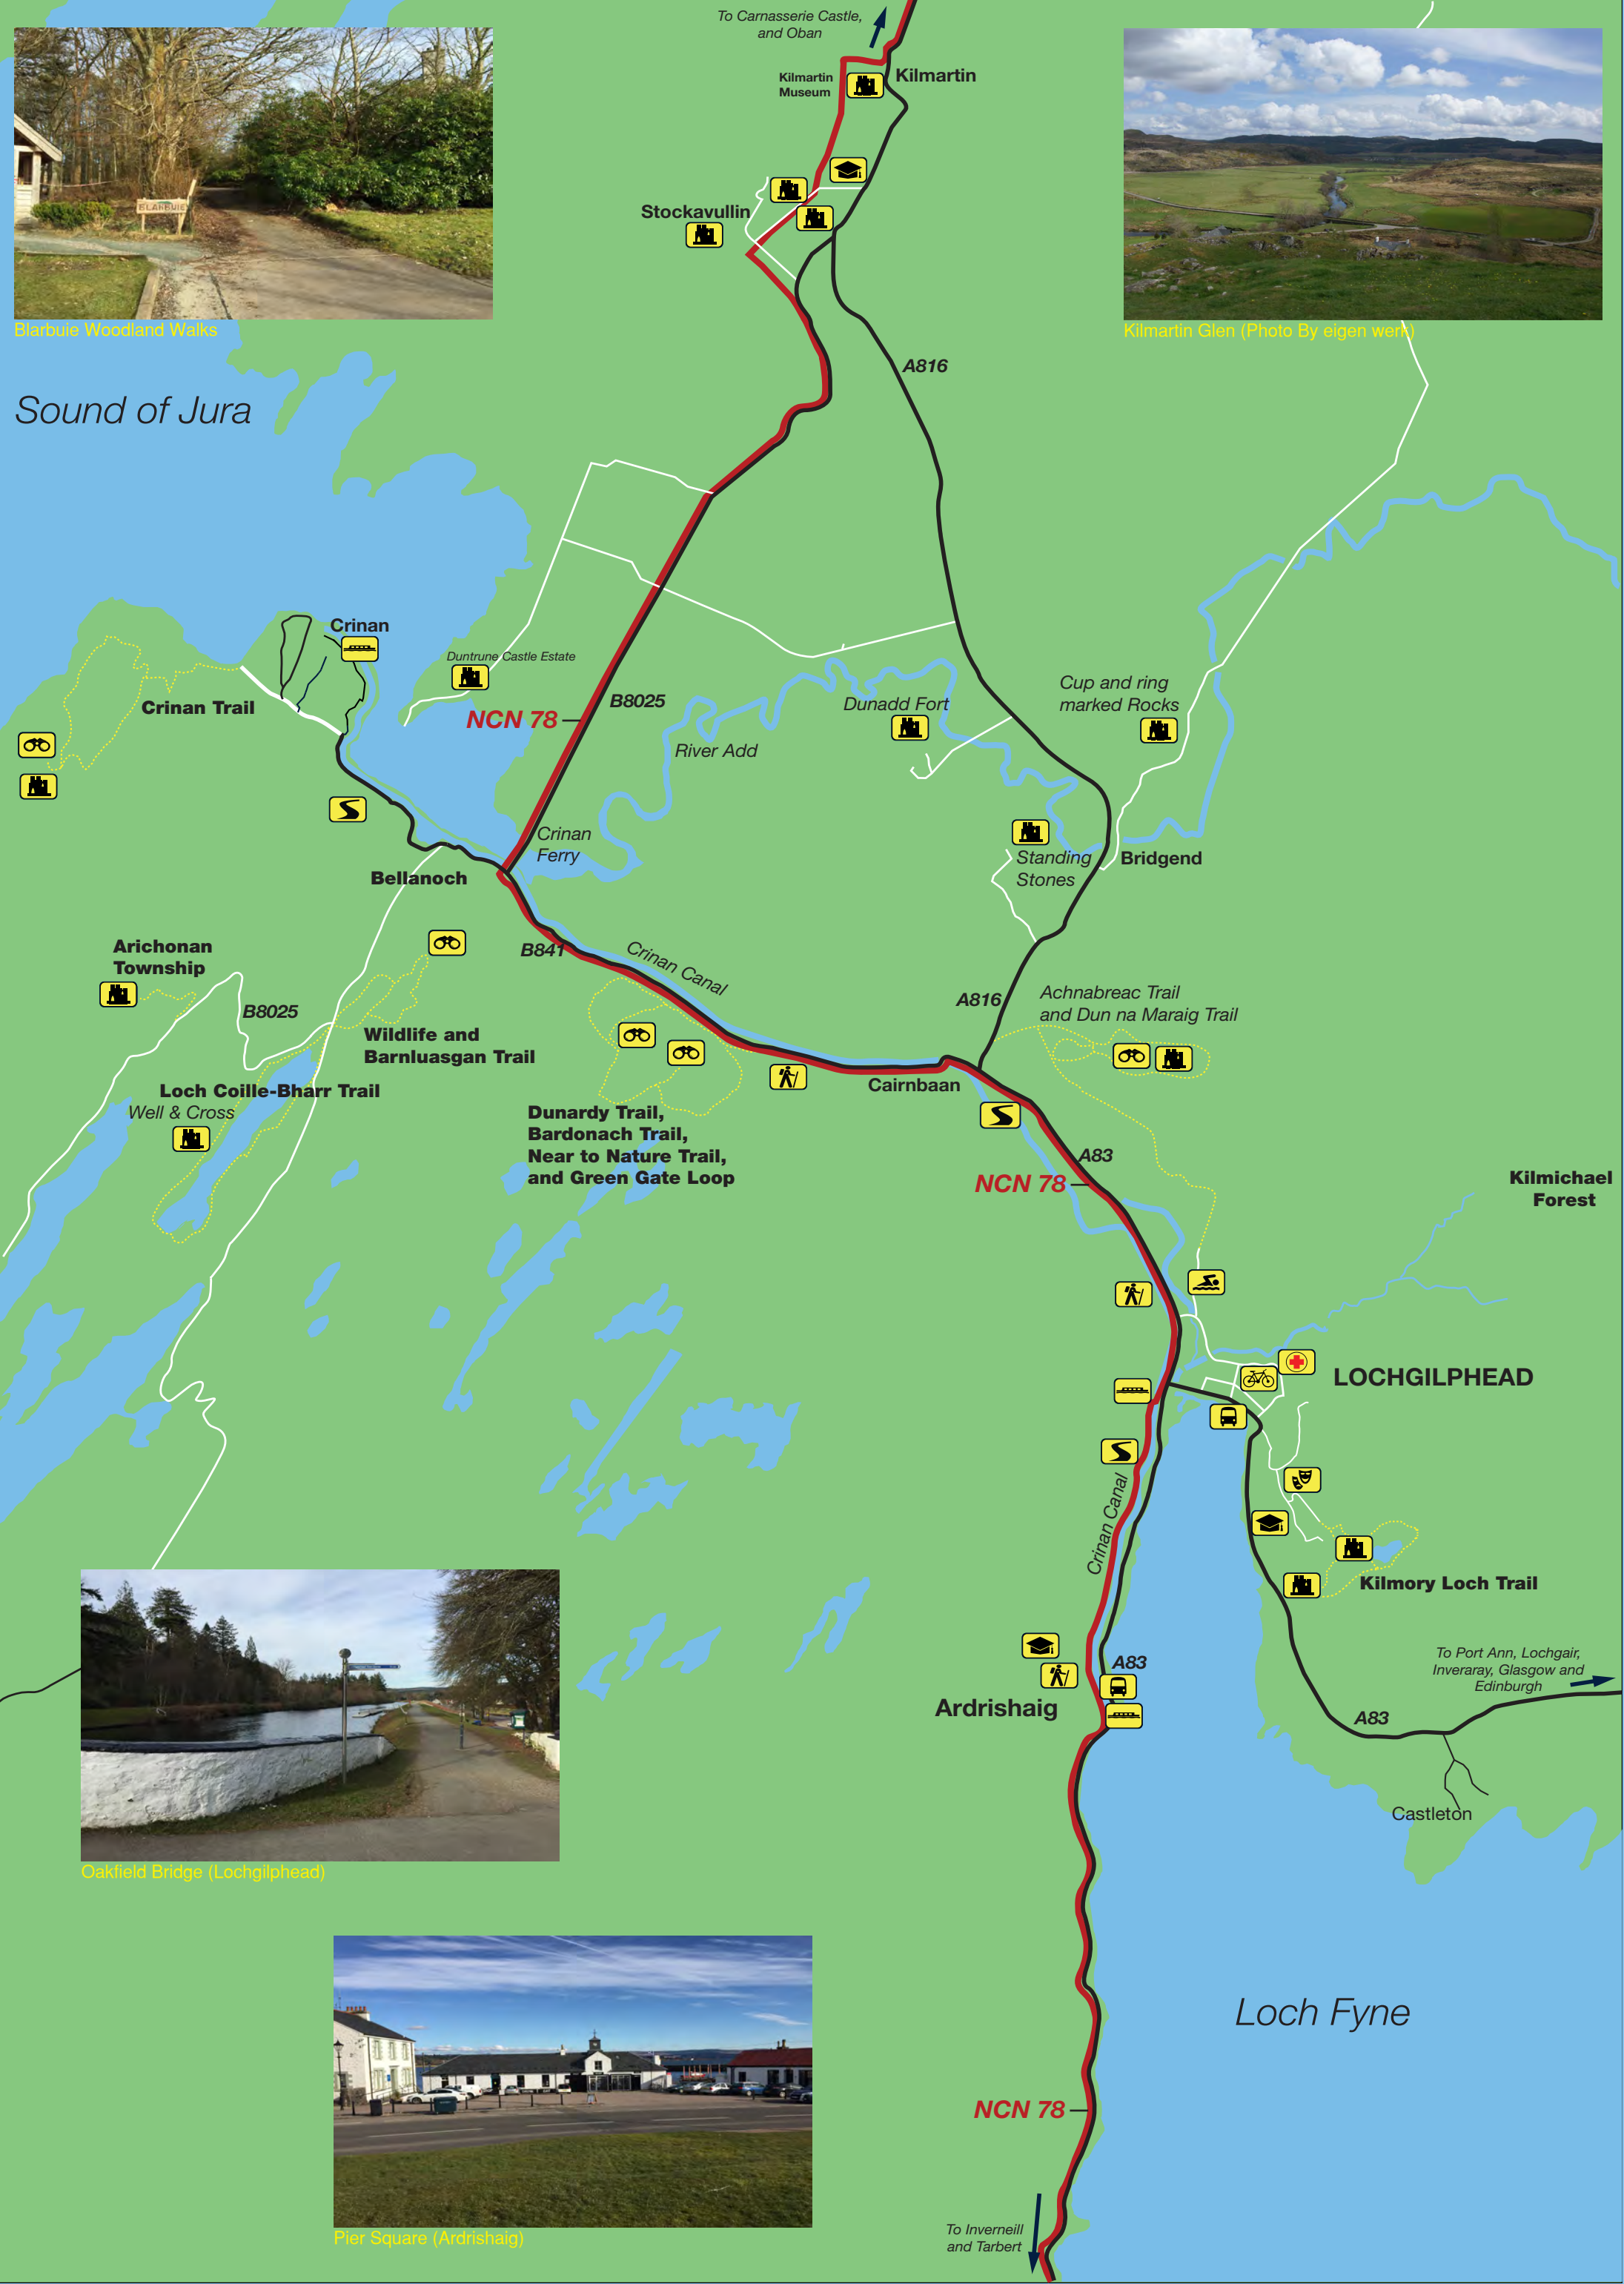 To Carnasserie Castle,
and Oban
Kilmartin
Museum
Kilmartin
BLARBUIE
Blarbuie Woodland Walks
Kilmartin Glen (Photo By eigen werk)
Stockavullin
A816
Sound of Jura
Crinan
Duntrune Castle Estate
Crinan Trail
NCN 78
B8025
River Add
Dunadd Fort
Cup and ring
marked Rocks
Crinan
Ferry
Standing
Stones
Bridgend
Bellanoch
B841
Crinan Canal
Arichonan
Township
B8025
Wildlife and
Barnluasgan Trail
A816
Achnabreac Trail
and Dun na Maraig Trail
Loch Coille-Bharr Trail
Well & Cross
Cairnbaan
Dunardy Trail,
Bardonach Trail,
Near to Nature Trail,
and Green Gate Loop
A83
NCN 78
Kilmichael
Forest
LOCHGILPHEAD
Crinan Canal
Kilmory Loch Trail
A83
Ardrishaig
To Port Ann, Lochgair,
Inveraray, Glasgow and
Edinburgh
A83
Castleton
Oakfield Bridge (Lochgilphead)
Loch Fyne
NCN 78
Pier Square (Ardrishaig)
To Inverneill
and Tarbert